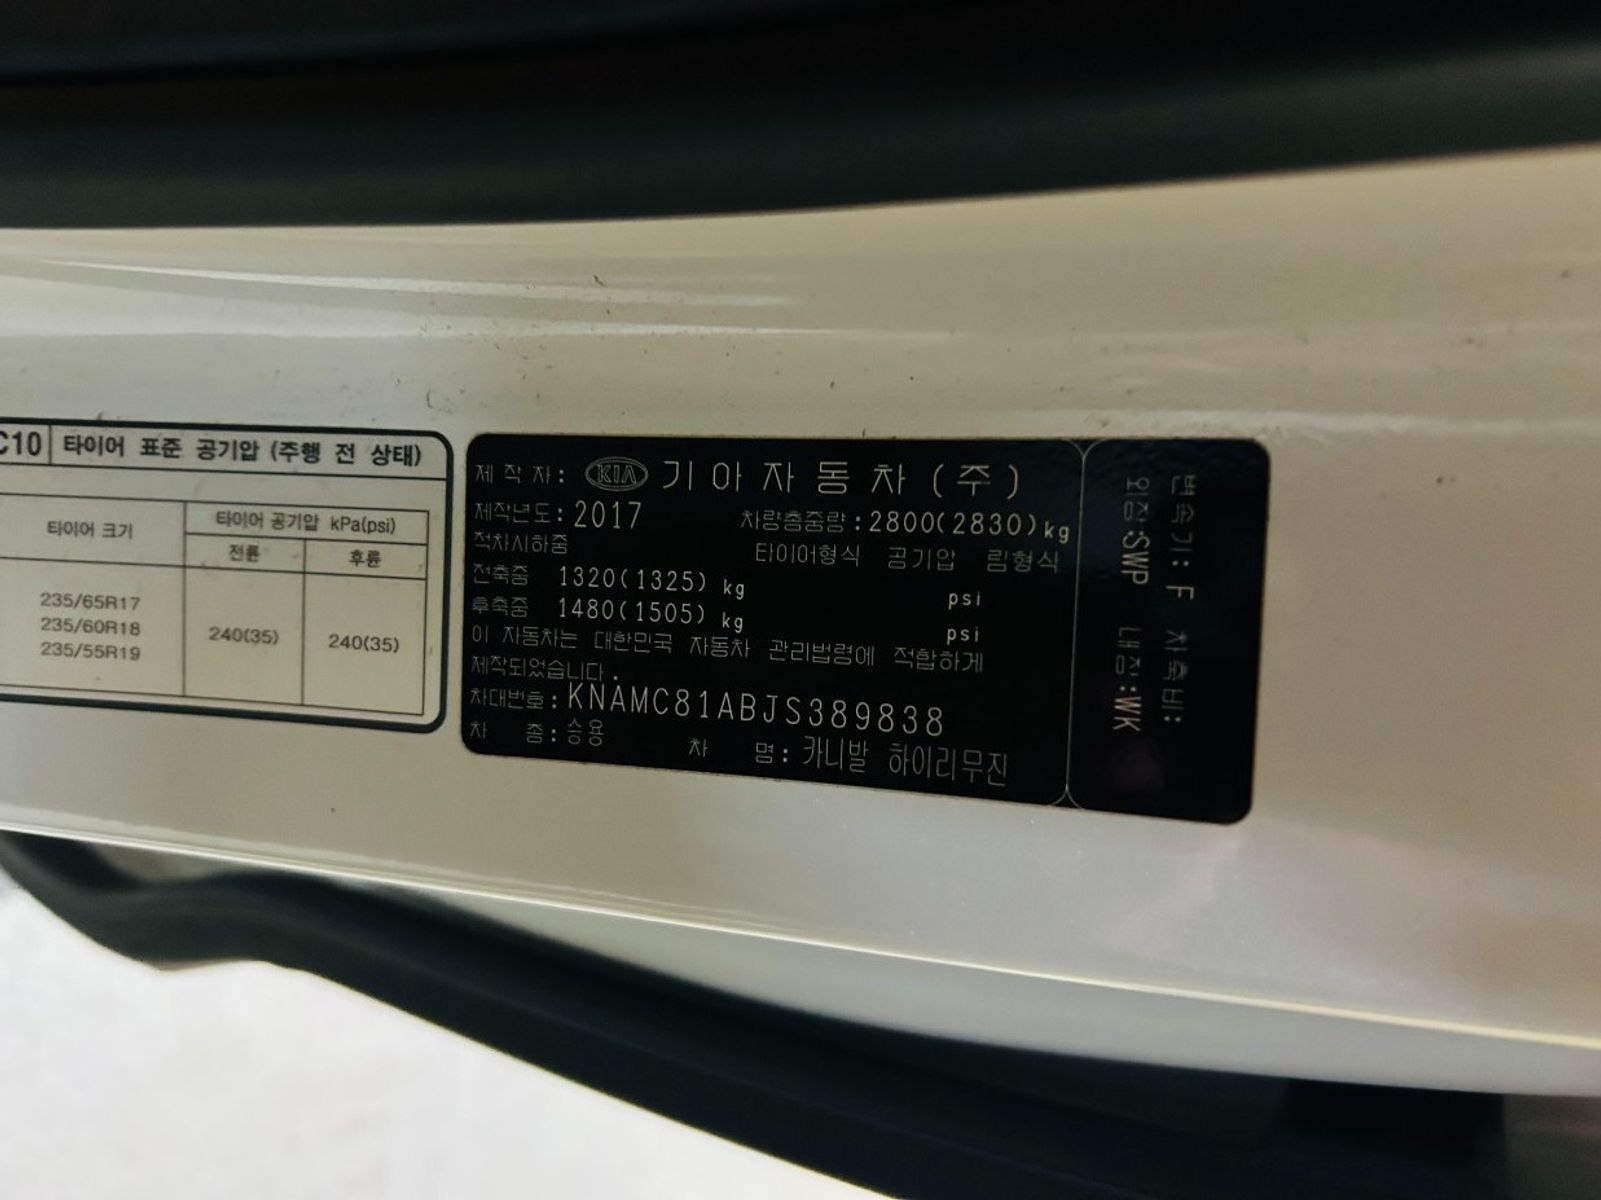 C10 타이어 표준 공기압 (주행 전 상태)
타이어 크기
타이어 공기압 kPa(psi)
전륜 후륜
235/65R17
235/60R18
235/55R19
240(35) 240(35)
제작자: KIA 기아자동차(주)
제작년도: 2017 차량총중량: 2800(2830)kg
적차시하중 타이어형식 공기압 림형식
전축중 1320(1325) kg psi
후축중 1480(1505) kg psi
이 자동차는 대한민국 자동차 관리법령에 적합하게
제작되었습니다.
차대번호: KNAMC81ABJS389838
차 종: 승용 차 명: 카니발 하이리무진
변속기: F 차축비:
외장:SWP 내장:WK